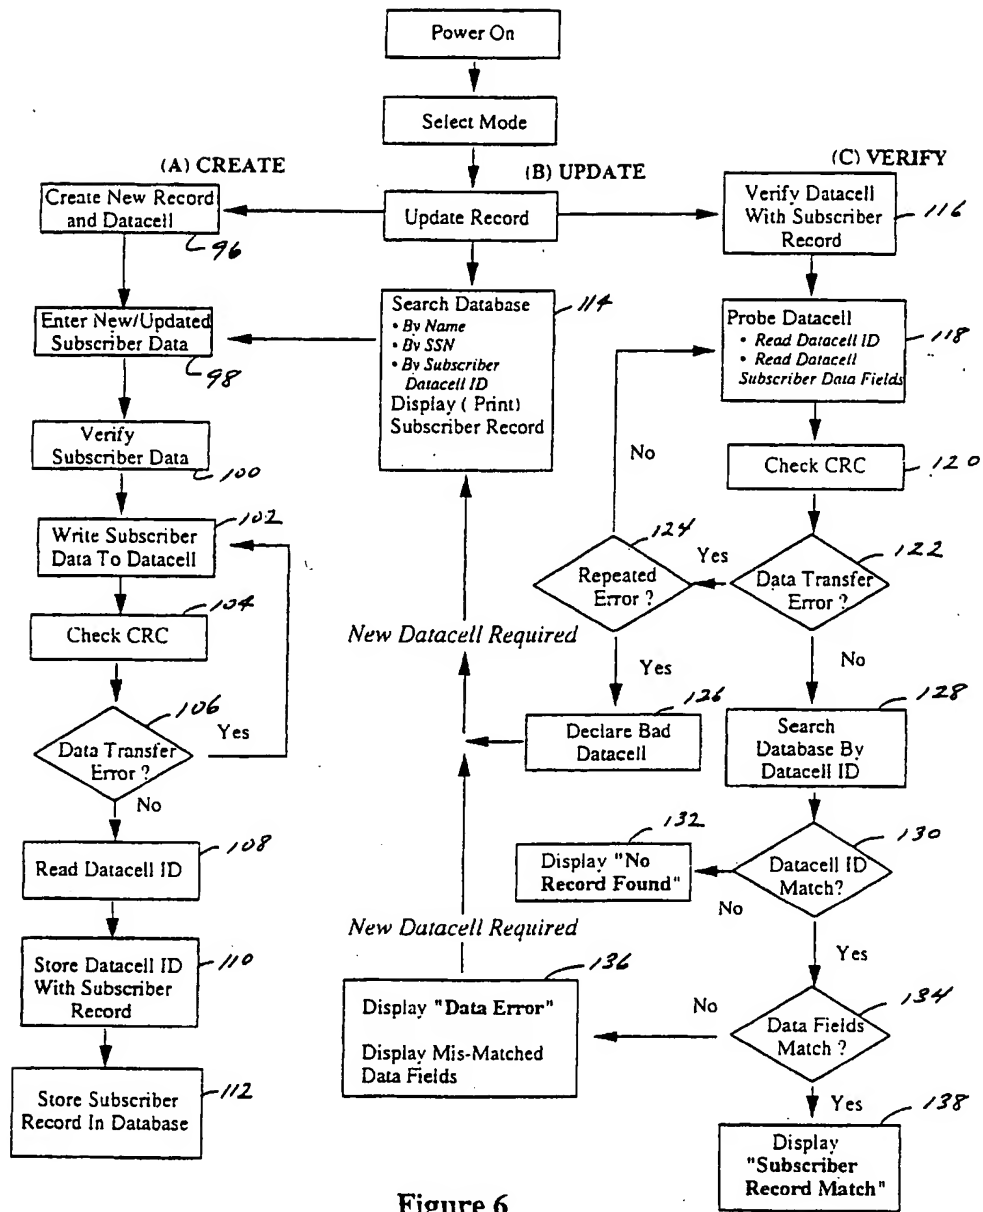 Power On
Select Mode
(A) CREATE
(B) UPDATE
(C) VERIFY
Create New Record
and Datacell
96
Update Record
Verify Datacell
With Subscriber
Record
116
Enter New/Updated
Subscriber Data
98
Search Database
• By Name
• By SSN
• By Subscriber
Datacell ID
Display ( Print)
Subscriber Record
114
Probe Datacell
• Read Datacell ID
• Read Datacell
Subscriber Data Fields
118
Verify
Subscriber Data
100
No
Check CRC
120
Write Subscriber
Data To Datacell
102
Repeated
Error ?
124
Yes
Data Transfer
Error ?
122
Check CRC
104
New Datacell Required
Yes
No
Data Transfer
Error ?
106
Yes
No
Declare Bad
Datacell
126
Search
Database By
Datacell ID
128
Read Datacell ID
108
Display "No
Record Found"
132
Datacell ID
Match?
130
No
Yes
New Datacell Required
Store Datacell ID
With Subscriber
Record
110
Display "Data Error"
Display Mis-Matched
Data Fields
136
No
Data Fields
Match ?
134
Yes
Store Subscriber
Record In Database
112
Display
"Subscriber
Record Match"
138
Figure 6